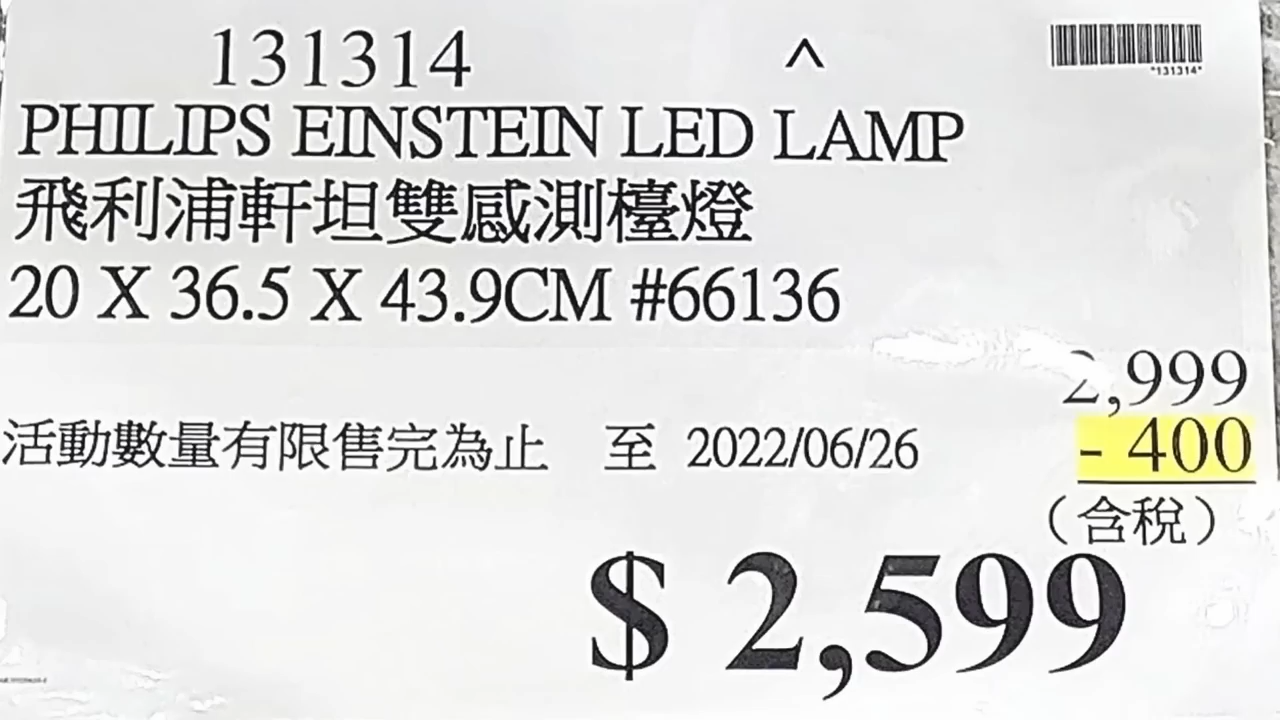 131314 ^
*131314*
PHILIPS EINSTEIN LED LAMP
飛利浦軒坦雙感測檯燈
20 X 36.5 X 43.9CM #66136
2,999
活動數量有限售完為止 至 2022/06/26
- 400
(含稅)
$ 2,599